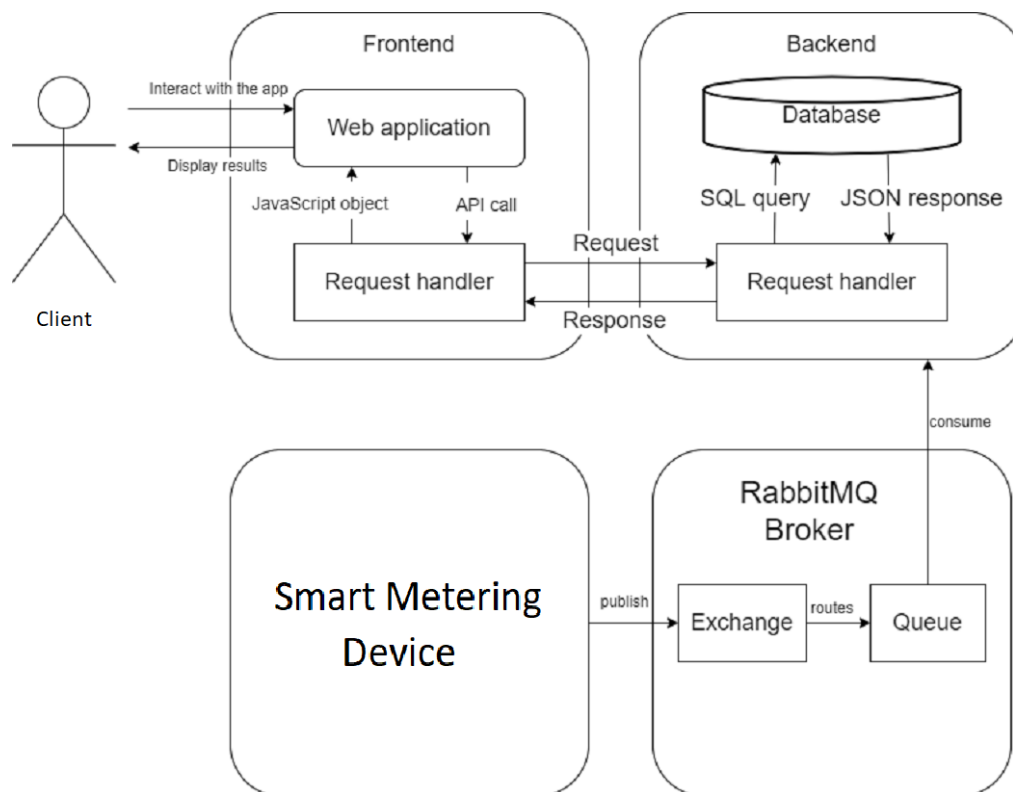 Frontend
Backend
Interact with the app
Web application
Database
Display results
JavaScript object
API call
SQL query
JSON response
Request
Request handler
Request handler
Response
Client
consume
RabbitMQ
Broker
Smart Metering
Device
publish
Exchange
routes
Queue